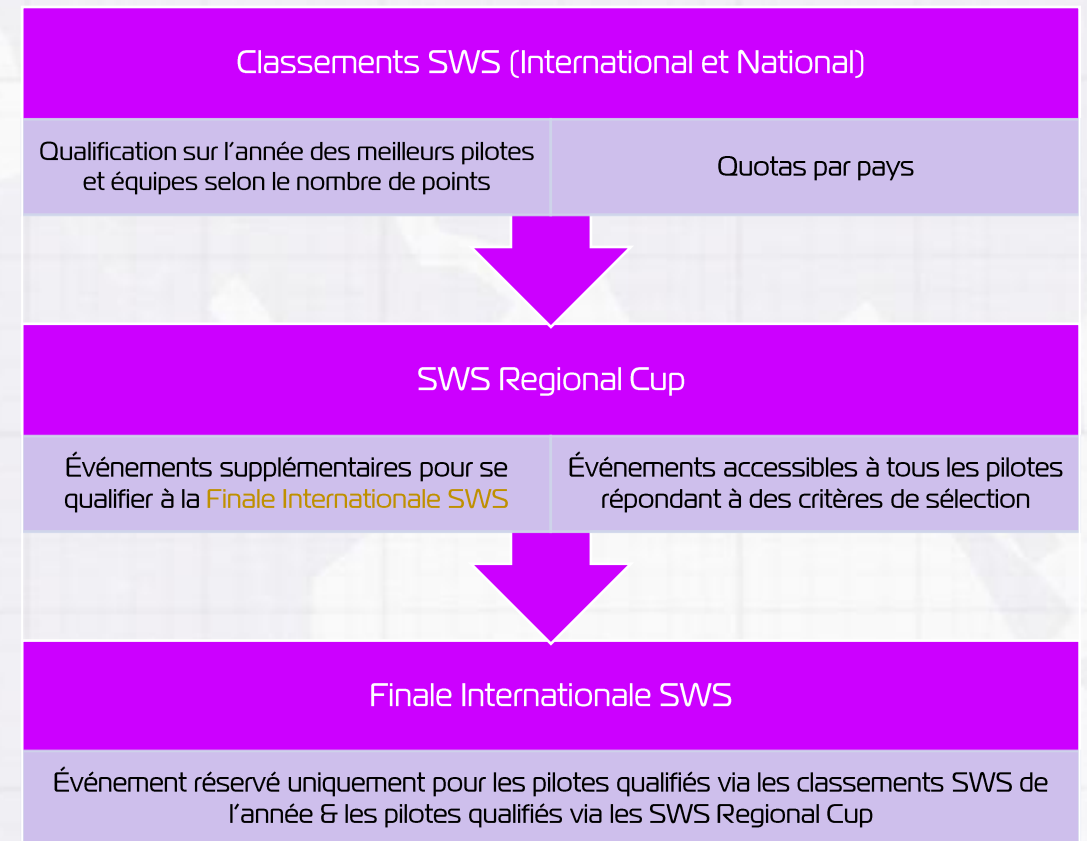 Classements SWS (International et National)
Qualification sur l'année des meilleurs pilotes
et équipes selon le nombre de points
Quotas par pays
SWS Regional Cup
Événements supplémentaires pour se
qualifier à la Finale Internationale SWS
Événements accessibles à tous les pilotes
répondant à des critères de sélection
Finale Internationale SWS
Événement réservé uniquement pour les pilotes qualifiés via les classements SWS de
l'année & les pilotes qualifiés via les SWS Regional Cup